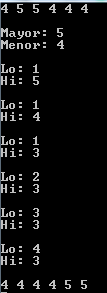 4 5 5 4 4 4
Mayor: 5
Menor: 4
Lo: 1
Hi: 5
Lo: 1
Hi: 4
Lo: 1
Hi: 3
Lo: 2
Hi: 3
Lo: 3
Hi: 3
Lo: 4
Hi: 3
4 4 4 4 5 5